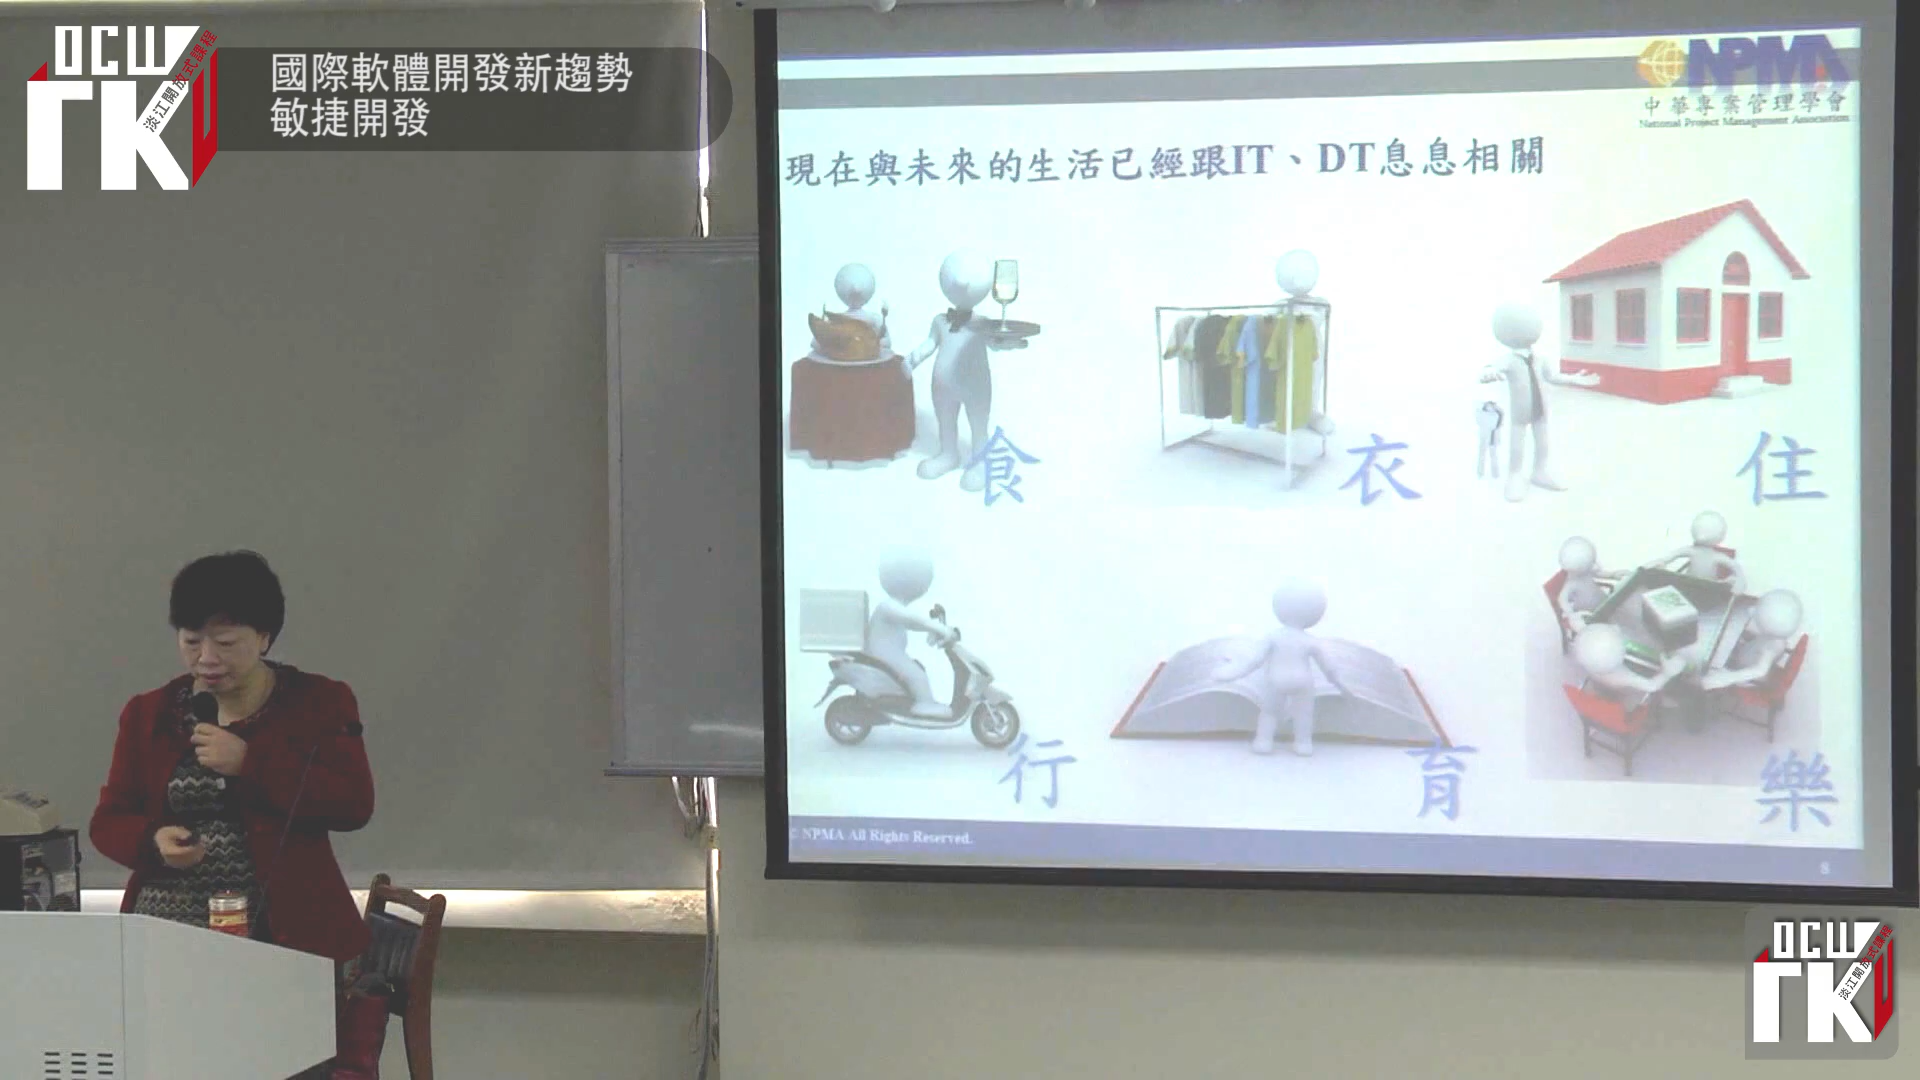 OCW
TKU
淡江開放式課程
國際軟體開發新趨勢
敏捷開發
NPMA
中華專案管理學會
National Project Management Association
現在與未來的生活已經跟IT、DT息息相關
食
衣
住
行
育
樂
© NPMA All Rights Reserved.
8
OCW
TKU
淡江開放式課程